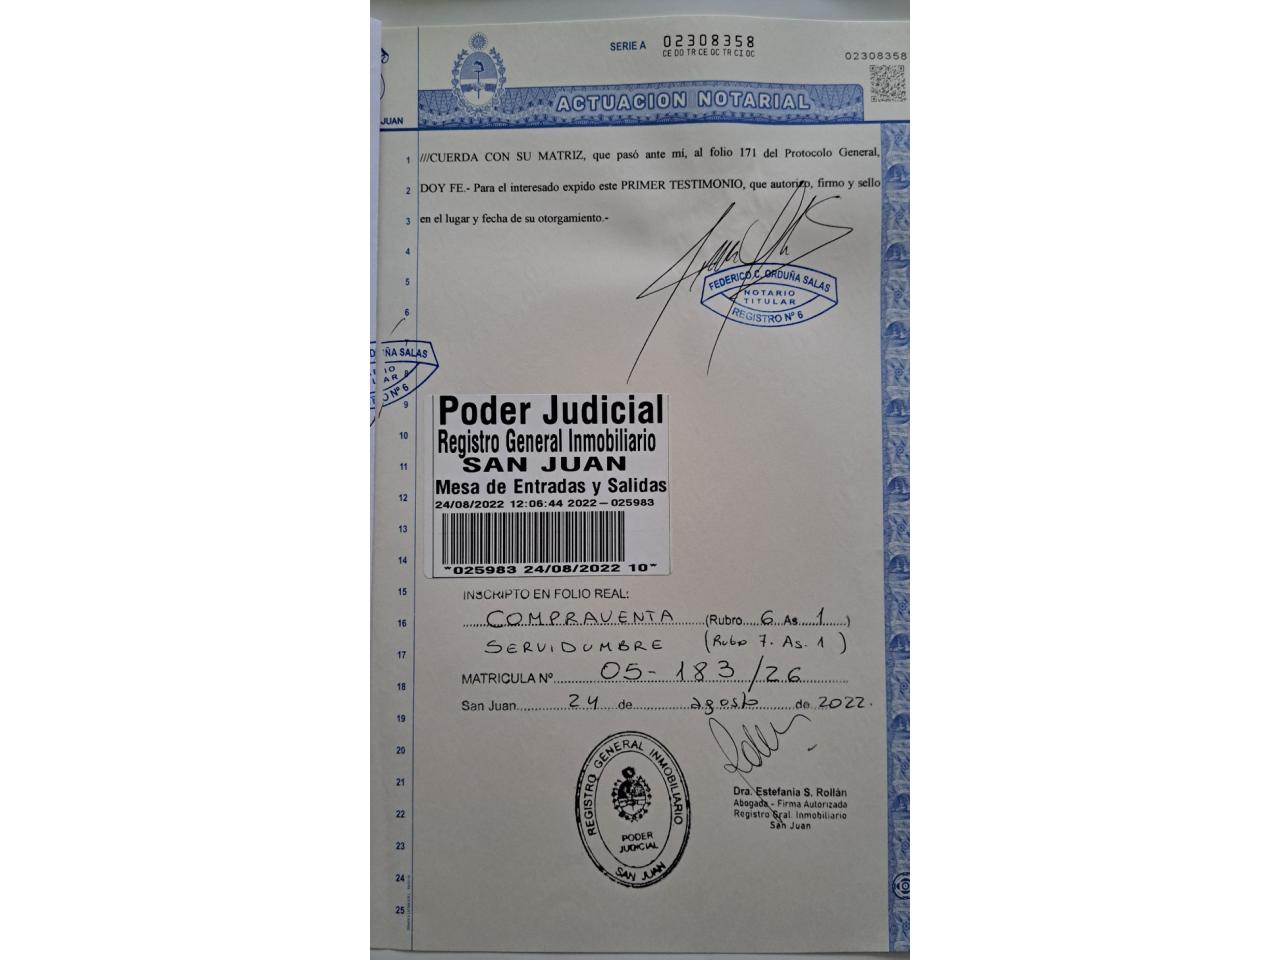 SERIE A 02308358
CE DO TR CE OC TR CI OC
02308358
ACTUACION NOTARIAL
JUAN
1 ///CUERDA CON SU MATRIZ, que pasó ante mí, al folio 171 del Protocolo General,
2 DOY FE.- Para el interesado expido este PRIMER TESTIMONIO, que autorizo, firmo y sello
3 en el lugar y fecha de su otorgamiento.-
4
5
FEDERICO C. ORDUÑA SALAS
NOTARIO
TITULAR
REGISTRO Nº 6
6
7
ÑA SALAS
IO
8
AR
O Nº 6
9
Poder Judicial
10
Registro General Inmobiliario
11
SAN JUAN
Mesa de Entradas y Salidas
12
24/08/2022 12:06:44 2022-025983
13
14
*025983 24/08/2022 10*
15
INSCRIPTO EN FOLIO REAL:
16
COMPRAVENTA (Rubro 6 As. 1)
17
SERVIDUMBRE (Rubro 7. As. 1)
MATRICULA Nº 05-183/26
18
San Juan 24 de agosto de 2022.
19
20
21
22
23
24
25
REGISTRO GENERAL INMOBILIARIO
PODER
JUDICIAL
SAN JUAN
Dra. Estefania S. Rollán
Abogada - Firma Autorizada
Registro Gral. Inmobiliario
San Juan